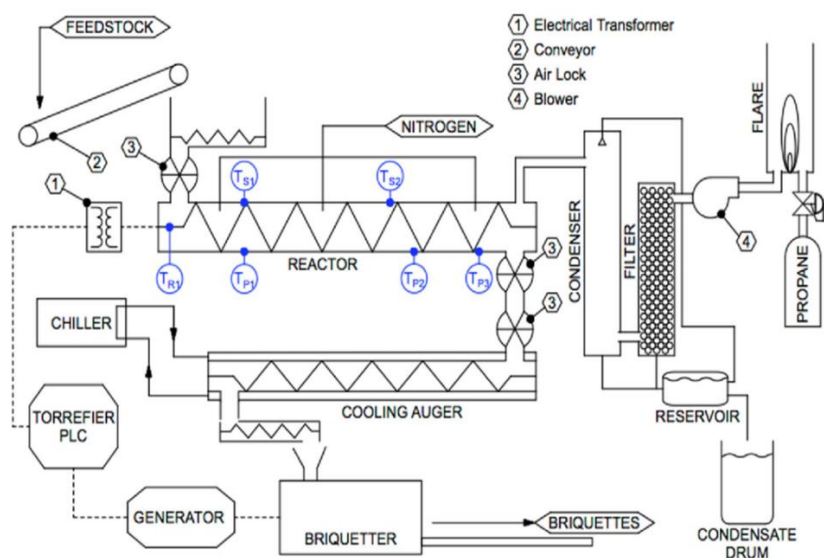 FEEDSTOCK
1 Electrical Transformer
2 Conveyor
3 Air Lock
4 Blower
2
3
NITROGEN
1
TS1
TS2
TR1
TP1
TP2
TP3
REACTOR
3
3
CONDENSER
FILTER
4
FLARE
PROPANE
CHILLER
COOLING AUGER
RESERVOIR
TORREFIER
PLC
GENERATOR
BRIQUETTER
BRIQUETTES
CONDENSATE
DRUM